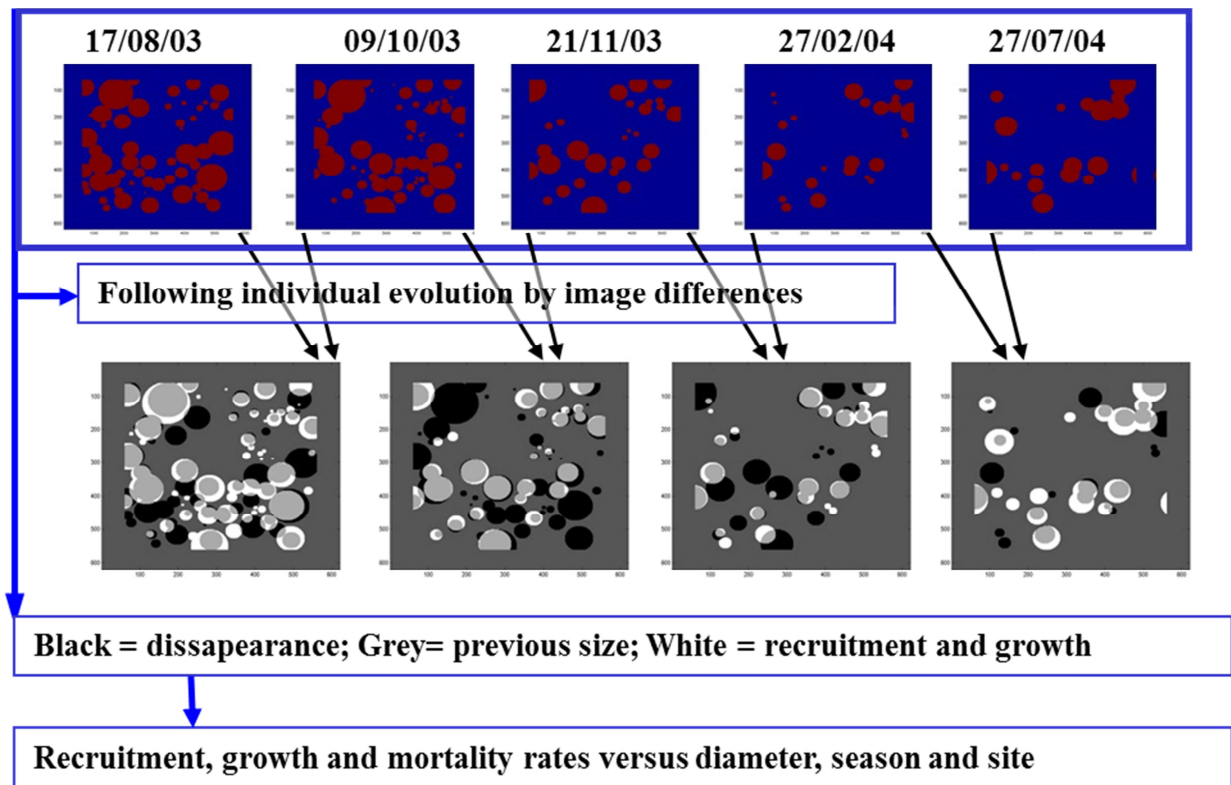 17/08/03 09/10/03 21/11/03 27/02/04 27/07/04
Following individual evolution by image differences
Black = dissapearance; Grey= previous size; White = recruitment and growth
Recruitment, growth and mortality rates versus diameter, season and site